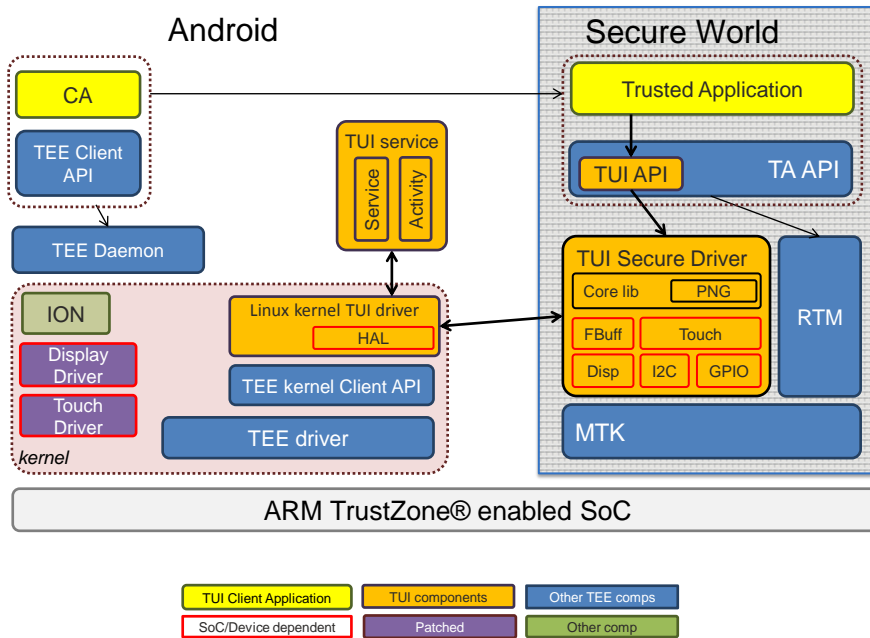 Android
Secure World
CA
TEE Client
API
TEE Daemon
TUI service
Service
Activity
Trusted Application
TUI API
TA API
ION
Display
Driver
Touch
Driver
kernel
Linux kernel TUI driver
HAL
TEE kernel Client API
TEE driver
TUI Secure Driver
Core lib
PNG
FBuff
Touch
Disp
I2C
GPIO
RTM
MTK
ARM TrustZone® enabled SoC
TUI Client Application
TUI components
Other TEE comps
SoC/Device dependent
Patched
Other comp